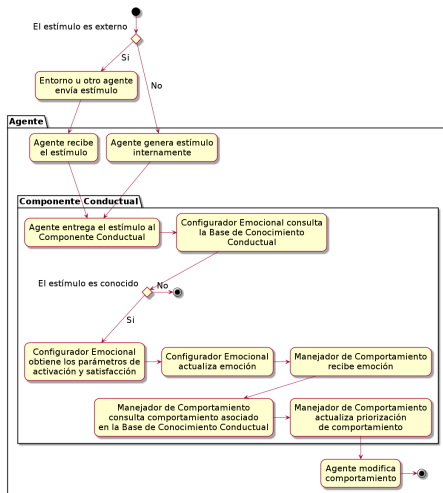 El estímulo es externo
Si
No
Entorno u otro agente
envía estímulo
Agente
Agente recibe
el estímulo
Agente genera estímulo
internamente
Componente Conductual
Agente entrega el estímulo al
Componente Conductual
Configurador Emocional consulta
la Base de Conocimiento
Conductual
El estímulo es conocido
No
Si
Configurador Emocional
obtiene los parámetros de
activación y satisfacción
Configurador Emocional
actualiza emoción
Manejador de Comportamiento
recibe emoción
Manejador de Comportamiento
consulta comportamiento asociado
en la Base de Conocimiento Conductual
Manejador de Comportamiento
actualiza priorización
de comportamiento
Agente modifica
comportamiento